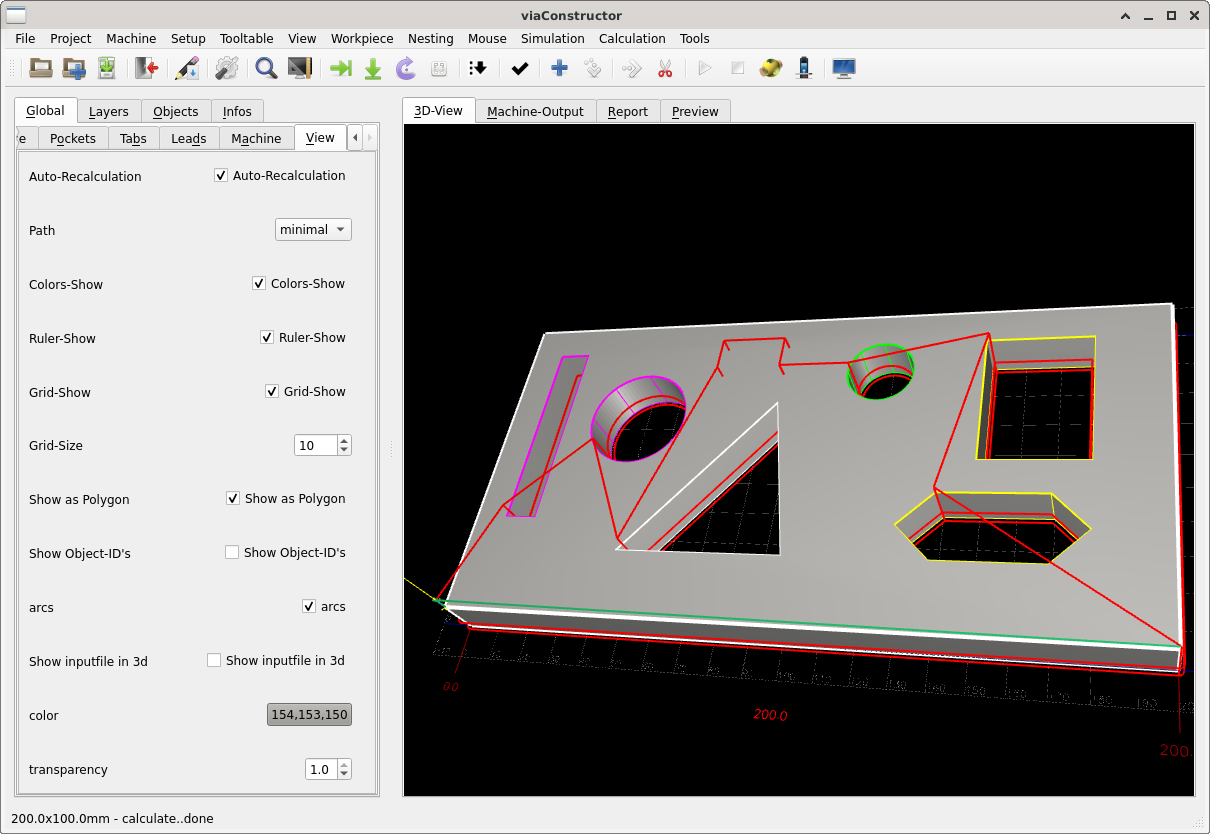 viaConstructor
File Project Machine Setup Tooltable View Workpiece Nesting Mouse Simulation Calculation Tools
Global Layers Objects Infos
e Pockets Tabs Leads Machine View
Auto-Recalculation Auto-Recalculation
Path minimal
Colors-Show Colors-Show
Ruler-Show Ruler-Show
Grid-Show Grid-Show
Grid-Size 10
Show as Polygon Show as Polygon
Show Object-ID's Show Object-ID's
arcs arcs
Show inputfile in 3d Show inputfile in 3d
color 154,153,150
transparency 1.0
3D-View Machine-Output Report Preview
0.0
200.0
200.
200.0x100.0mm - calculate..done